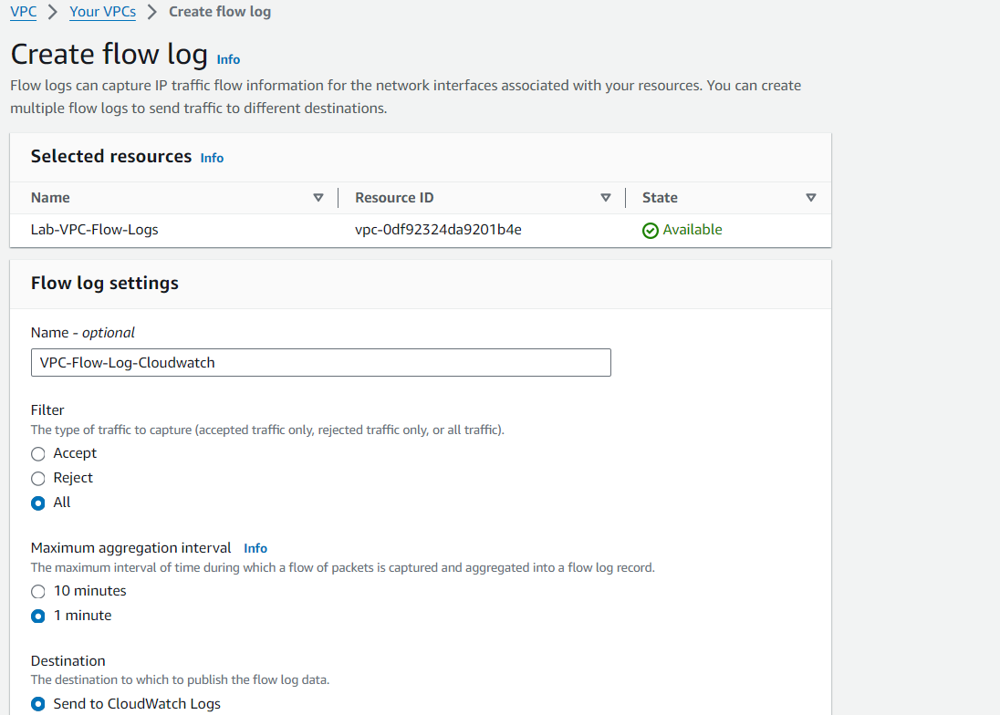 VPC > Your VPCs > Create flow log
Create flow log Info
Flow logs can capture IP traffic flow information for the network interfaces associated with your resources. You can create
multiple flow logs to send traffic to different destinations.
Selected resources Info
Name Resource ID State
Lab-VPC-Flow-Logs vpc-0df92324da9201b4e Available
Flow log settings
Name - optional
VPC-Flow-Log-Cloudwatch
Filter
The type of traffic to capture (accepted traffic only, rejected traffic only, or all traffic).
Accept
Reject
All
Maximum aggregation interval Info
The maximum interval of time during which a flow of packets is captured and aggregated into a flow log record.
10 minutes
1 minute
Destination
The destination to which to publish the flow log data.
Send to CloudWatch Logs